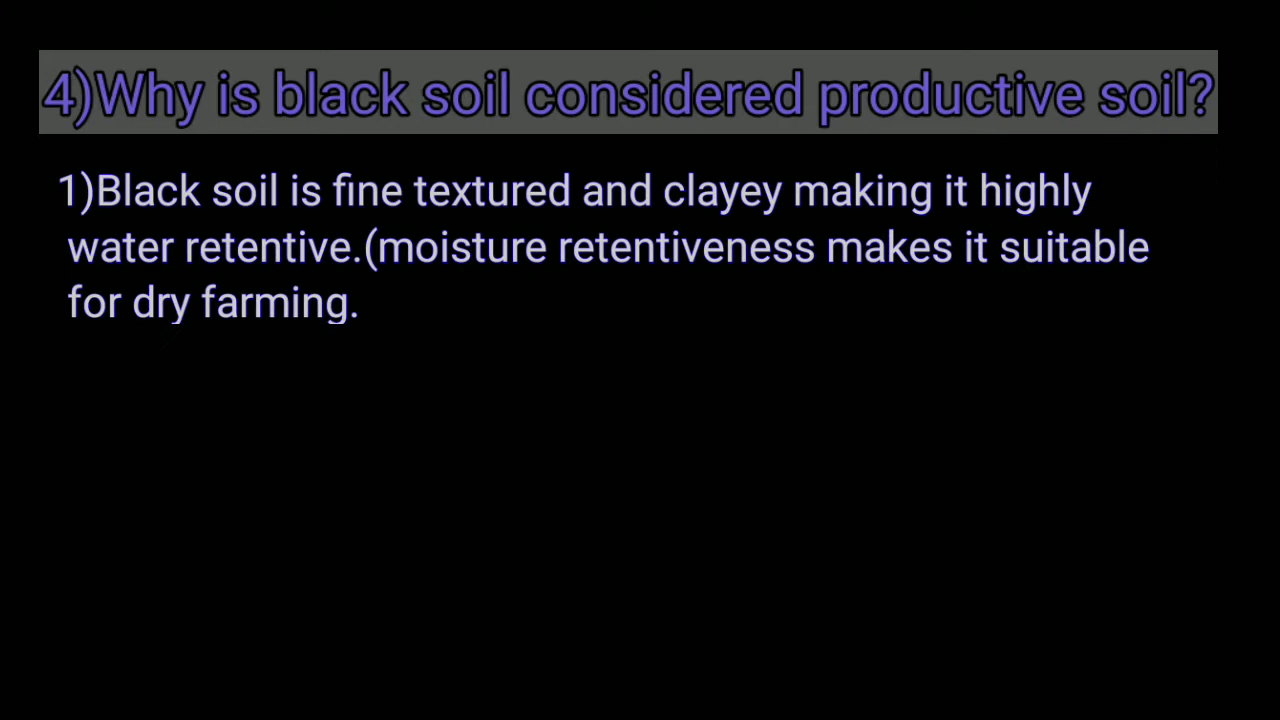 4)Why is black soil considered productive soil?
1)Black soil is fine textured and clayey making it highly
water retentive.(moisture retentiveness makes it suitable
for dry farming.